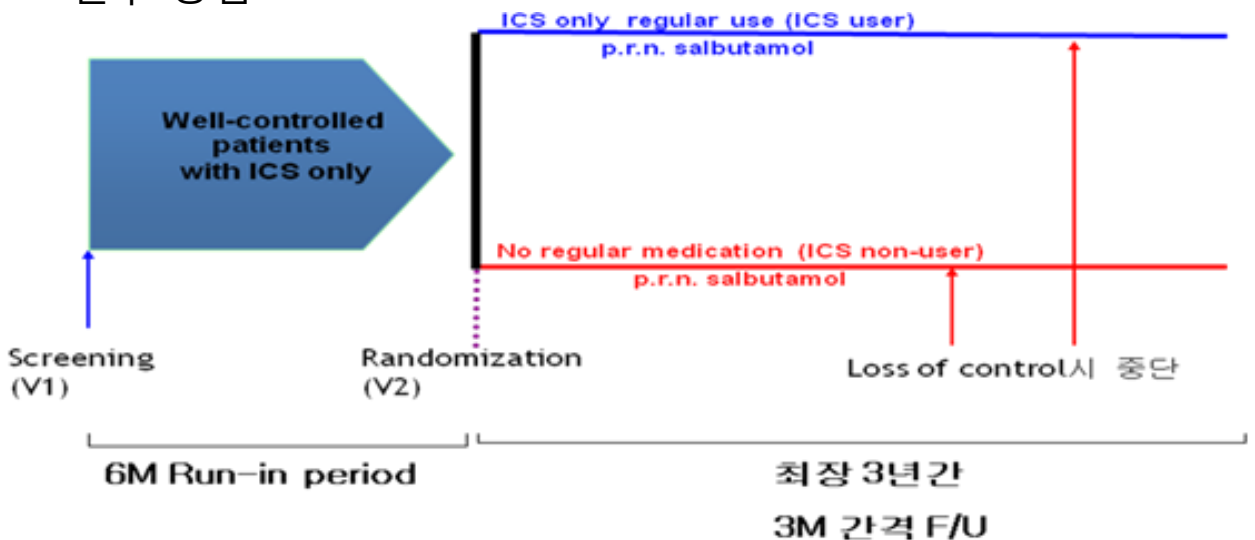 ICS only regular use (ICS user)
p.r.n. salbutamol
Well-controlled
patients
with ICS only
No regular medication (ICS non-user)
p.r.n. salbutamol
Screening
(V1)
Randomization
(V2)
Loss of control시 중단
6M Run-in period
최장 3년간
3M 간격 F/U